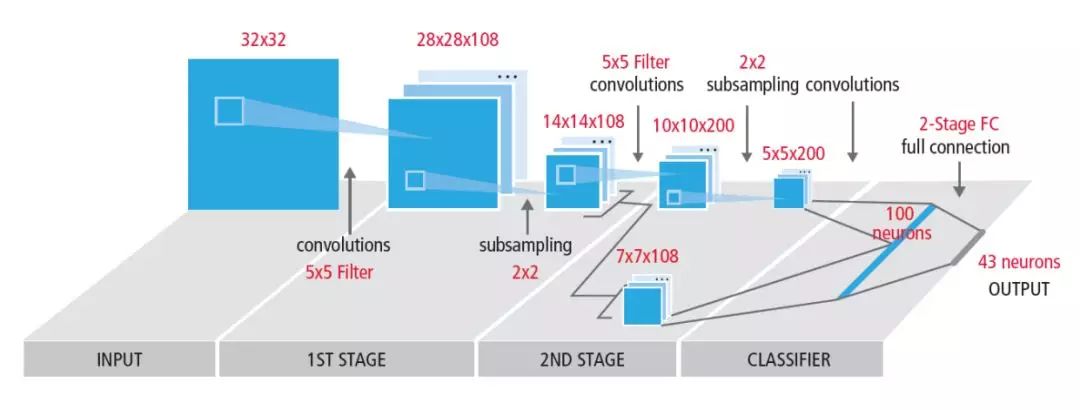 32x32
28x28x108
5x5 Filter
convolutions
2x2
subsampling
convolutions
14x14x108
10x10x200
5x5x200
2-Stage FC
full connection
convolutions
5x5 Filter
subsampling
2x2
7x7x108
100
neurons
43 neurons
OUTPUT
INPUT
1ST STAGE
2ND STAGE
CLASSIFIER